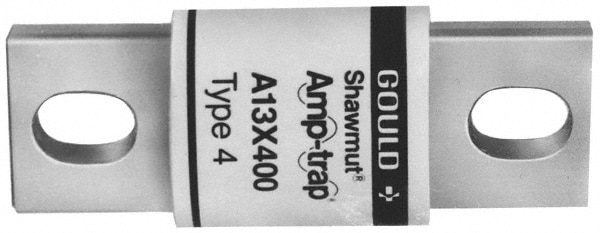 GOULD
Shawmut®
Amp-trap®
A13X400
Type 4